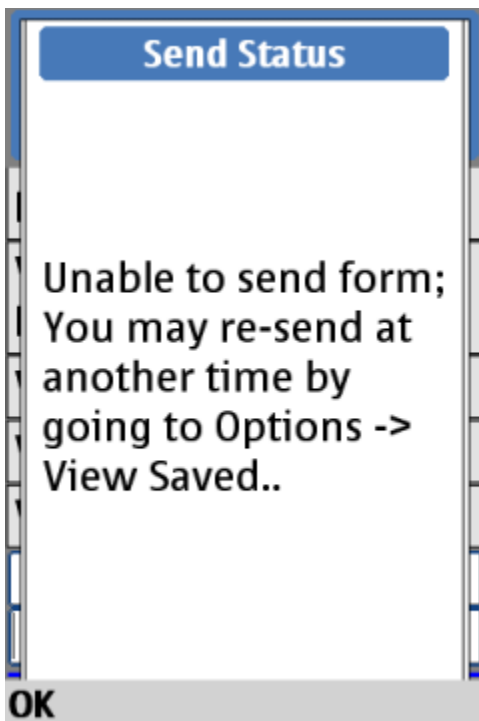 Send Status
Unable to send form;
You may re-send at
another time by
going to Options ->
View Saved..
OK